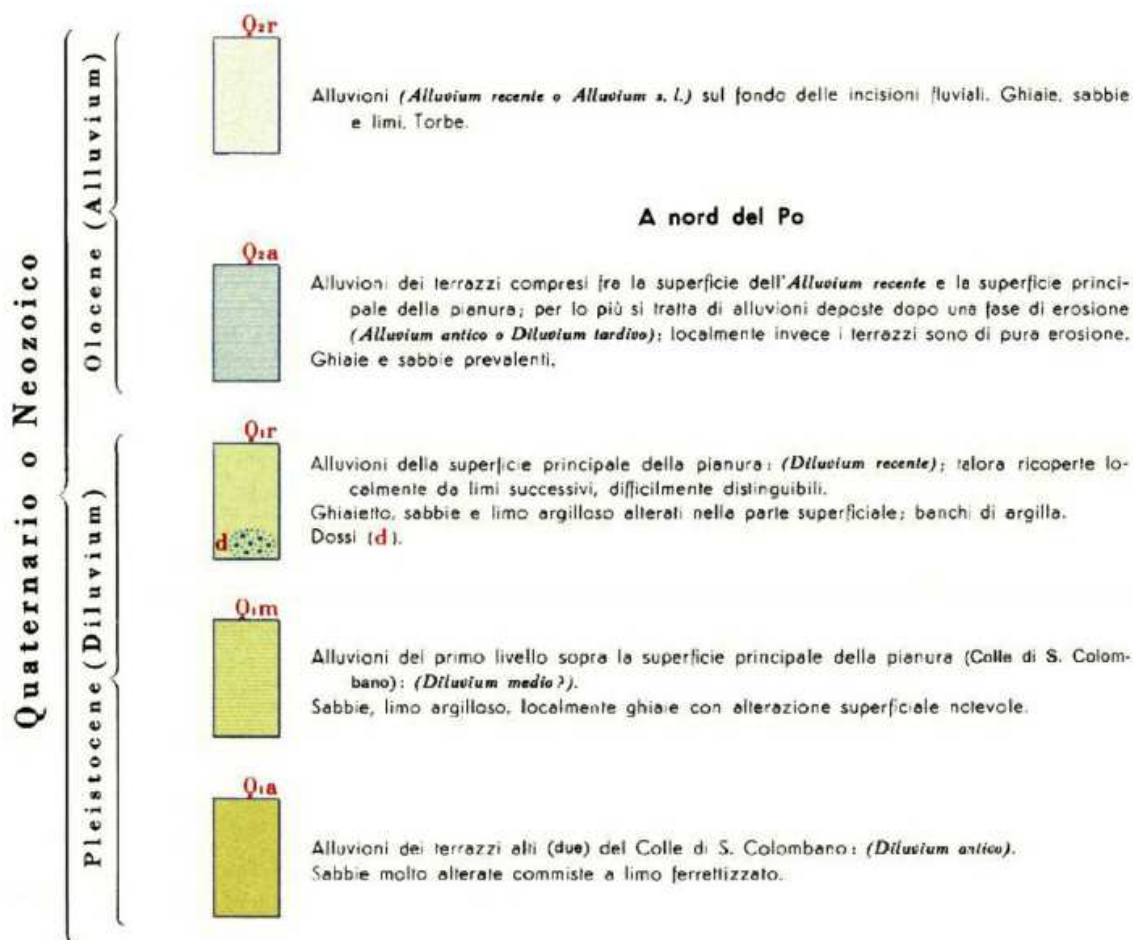 Quaternario o Neozoico
Olocene (Alluvium)
Q2r
Alluvioni (Alluvium recente o Alluvium s. l.) sul fondo delle incisioni fluviali. Ghiaie, sabbie
e limi. Torbe.
A nord del Po
Q2a
Alluvioni dei terrazzi compresi fra la superficie dell'Alluvium recente e la superficie princi-
pale della pianura; per lo più si tratta di alluvioni deposte dopo una fase di erosione
(Alluvium antico o Diluvium tardivo); localmente invece i terrazzi sono di pura erosione.
Ghiaie e sabbie prevalenti.
Pleistocene (Diluvium)
Q1r
d
Alluvioni della superficie principale della pianura: (Diluvium recente); talora ricoperte lo-
calmente da limi successivi, difficilmente distinguibili.
Ghiaietto, sabbie e limo argilloso alterati nella parte superficiale; banchi di argilla.
Dossi (d).
Q1m
Alluvioni del primo livello sopra la superficie principale della pianura (Colle di S. Colom-
bano): (Diluvium medio?).
Sabbie, limo argilloso, localmente ghiaie con alterazione superficiale notevole.
Q1a
Alluvioni dei terrazzi alti (due) del Colle di S. Colombano: (Diluvium antico).
Sabbie molto alterate commiste a limo ferrettizzato.